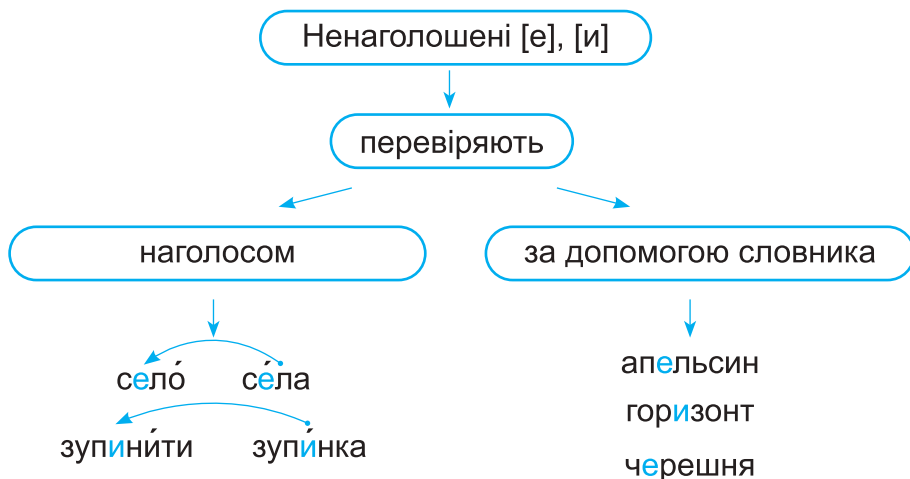 Ненаголошені [е], [и]
перевіряють
наголосом
за допомогою словника
село́ се́ла
зупини́ти зупи́нка
апельсин
горизонт
черешня